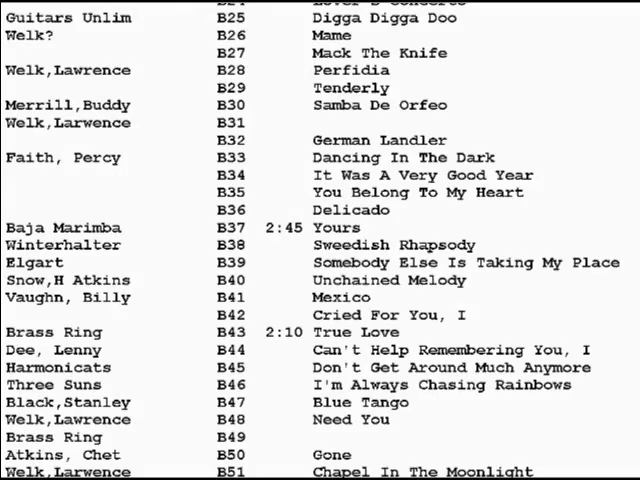 Guitars Unlim B25 Digga Digga Doo
Welk? B26 Mame
B27 Mack The Knife
Welk,Lawrence B28 Perfidia
B29 Tenderly
Merrill,Buddy B30 Samba De Orfeo
Welk,Larwence B31
B32 German Landler
Faith, Percy B33 Dancing In The Dark
B34 It Was A Very Good Year
B35 You Belong To My Heart
B36 Delicado
Baja Marimba B37 2:45 Yours
Winterhalter B38 Sweedish Rhapsody
Elgart B39 Somebody Else Is Taking My Place
Snow,H Atkins B40 Unchained Melody
Vaughn, Billy B41 Mexico
B42 Cried For You, I
Brass Ring B43 2:10 True Love
Dee, Lenny B44 Can't Help Remembering You, I
Harmonicats B45 Don't Get Around Much Anymore
Three Suns B46 I'm Always Chasing Rainbows
Black,Stanley B47 Blue Tango
Welk,Lawrence B48 Need You
Brass Ring B49
Atkins, Chet B50 Gone
Welk,Larwence B51 Chapel In The Moonlight